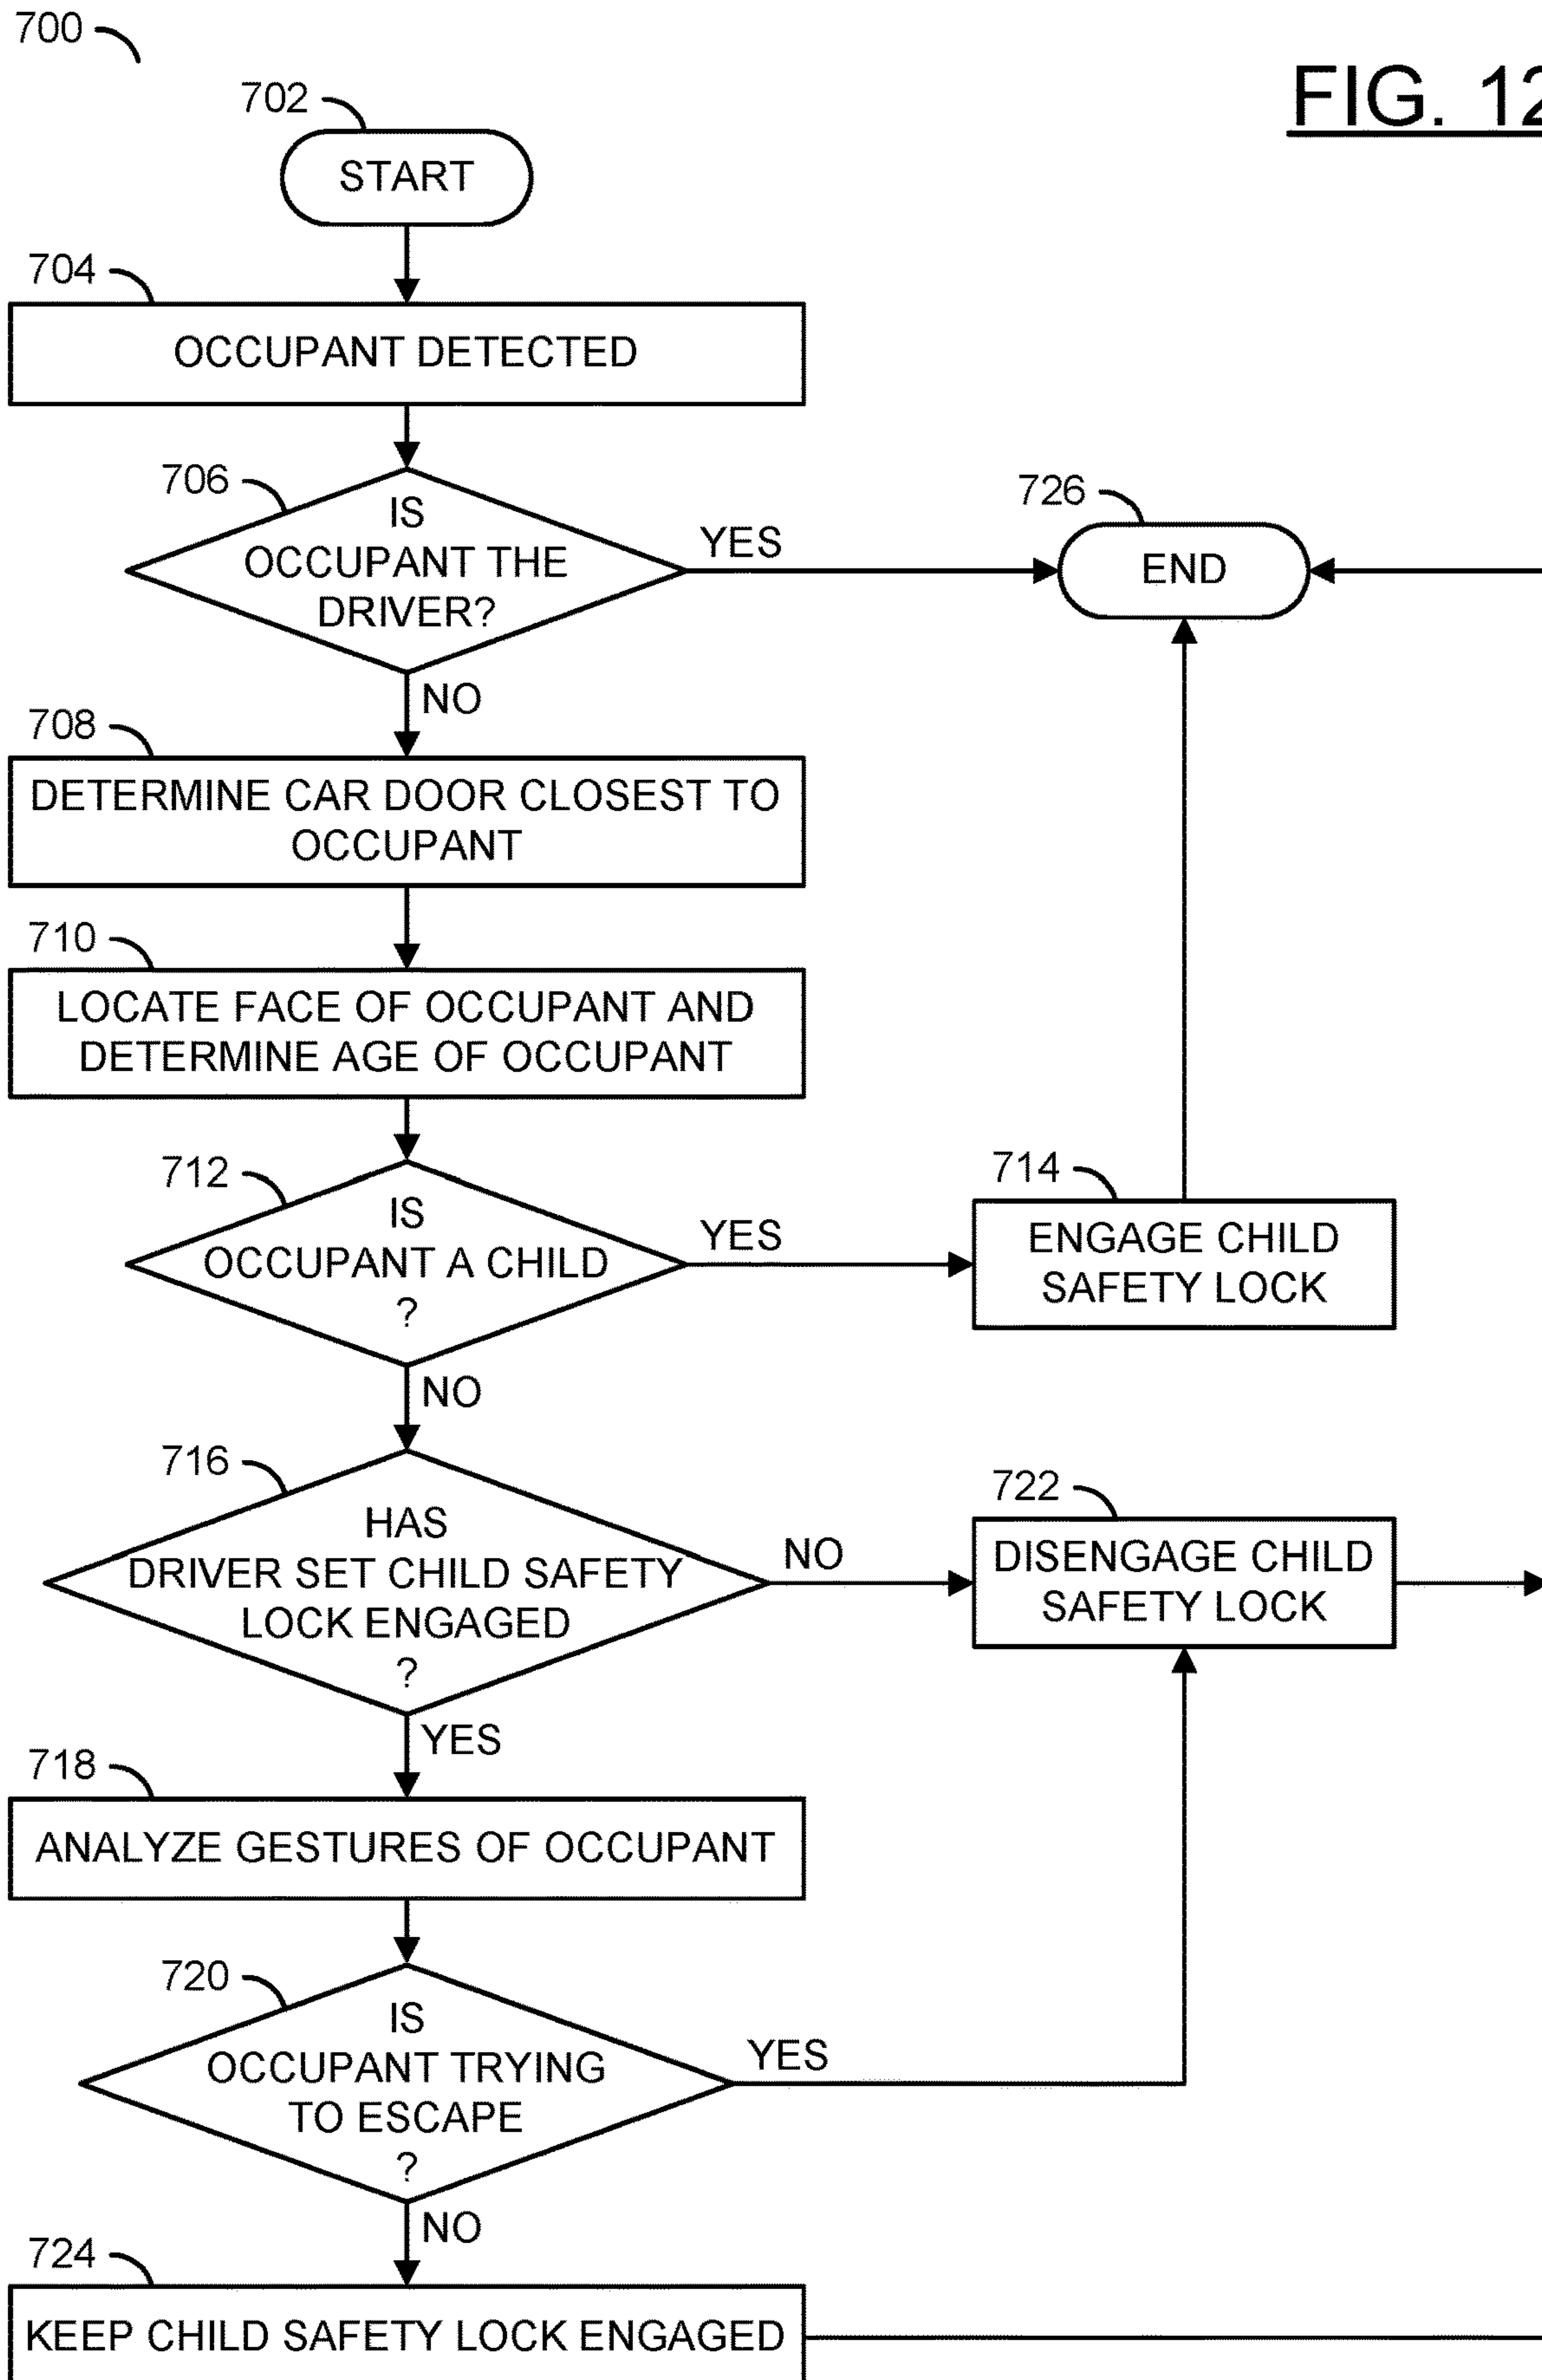 700
FIG. 12
702
START
704
OCCUPANT DETECTED
706
IS
OCCUPANT THE
DRIVER?
YES
726
END
NO
708
DETERMINE CAR DOOR CLOSEST TO
OCCUPANT
710
LOCATE FACE OF OCCUPANT AND
DETERMINE AGE OF OCCUPANT
712
IS
OCCUPANT A CHILD
?
YES
714
ENGAGE CHILD
SAFETY LOCK
NO
716
HAS
DRIVER SET CHILD SAFETY
LOCK ENGAGED
?
NO
722
DISENGAGE CHILD
SAFETY LOCK
YES
718
ANALYZE GESTURES OF OCCUPANT
720
IS
OCCUPANT TRYING
TO ESCAPE
?
YES
NO
724
KEEP CHILD SAFETY LOCK ENGAGED